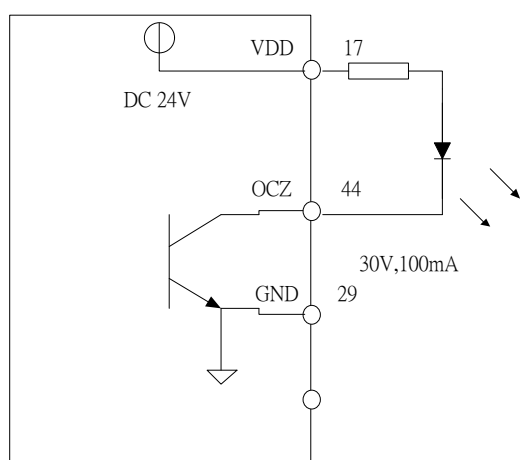 VDD 17
DC 24V
OCZ 44
30V,100mA
GND 29